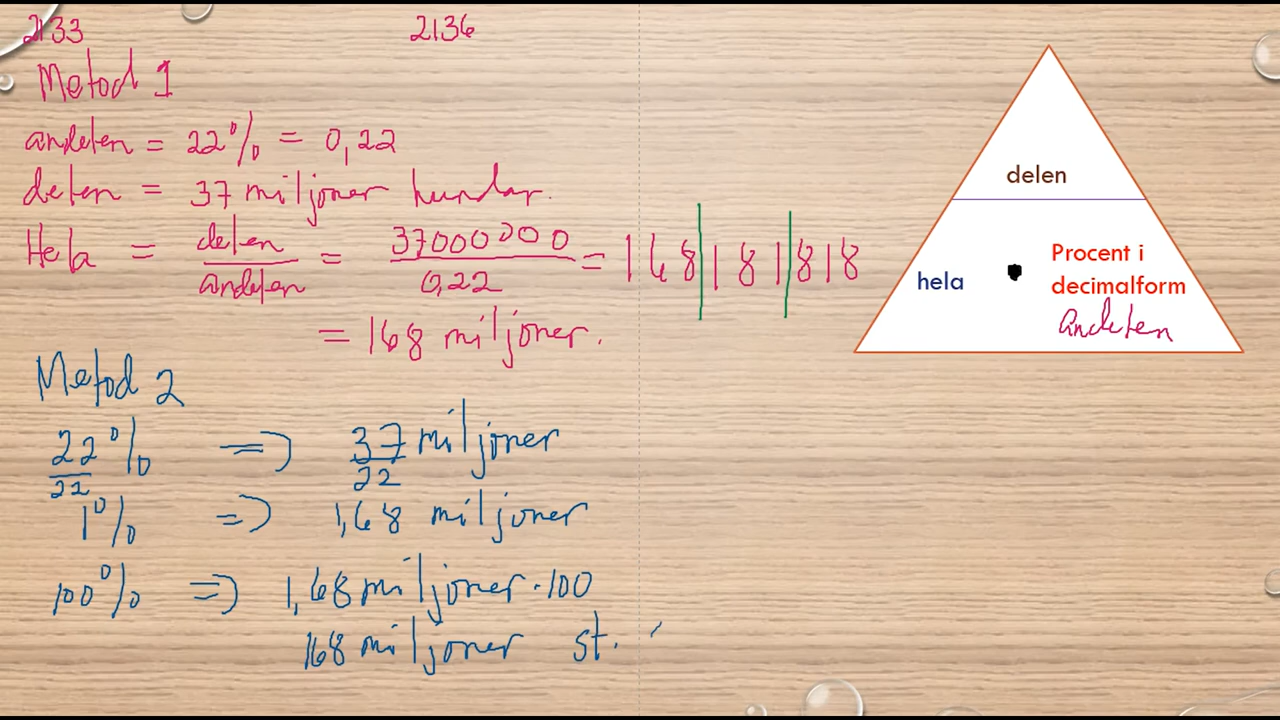 2133
2136
Metod 1
andelen = 22% = 0,22
delen = 37 miljoner hundar.
Hela = delen / andelen = 37000000 / 0,22 = 168|181|818
= 168 miljoner.
Metod 2
22% / 22 => 37 miljoner / 22
1% => 1,68 miljoner
100% => 1,68 miljoner · 100
168 miljoner st.
delen
hela · Procent i
decimalform
andelen